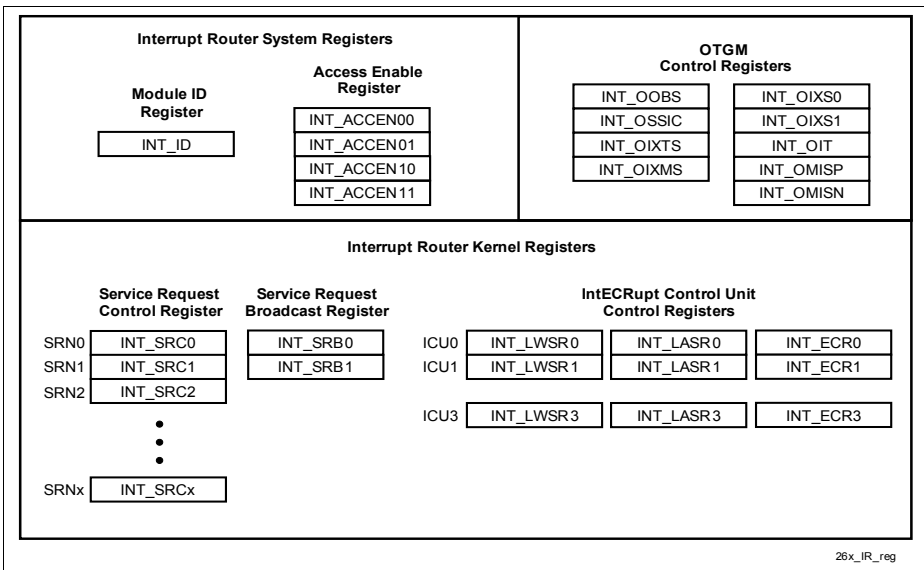 Interrupt Router System Registers
Module ID
Register
INT_ID
Access Enable
Register
INT_ACCEN00
INT_ACCEN01
INT_ACCEN10
INT_ACCEN11
OTGM
Control Registers
INT_OOBS
INT_OSSIC
INT_OIXTS
INT_OIXMS
INT_OIXS0
INT_OIXS1
INT_OIT
INT_OMISP
INT_OMISN
Interrupt Router Kernel Registers
Service Request
Control Register
SRN0 INT_SRC0
SRN1 INT_SRC1
SRN2 INT_SRC2
SRNx INT_SRCx
Service Request
Broadcast Register
INT_SRB0
INT_SRB1
IntECRupt Control Unit
Control Registers
ICU0 INT_LWSR0 INT_LASR0 INT_ECR0
ICU1 INT_LWSR1 INT_LASR1 INT_ECR1
ICU3 INT_LWSR3 INT_LASR3 INT_ECR3
26x_IR_reg